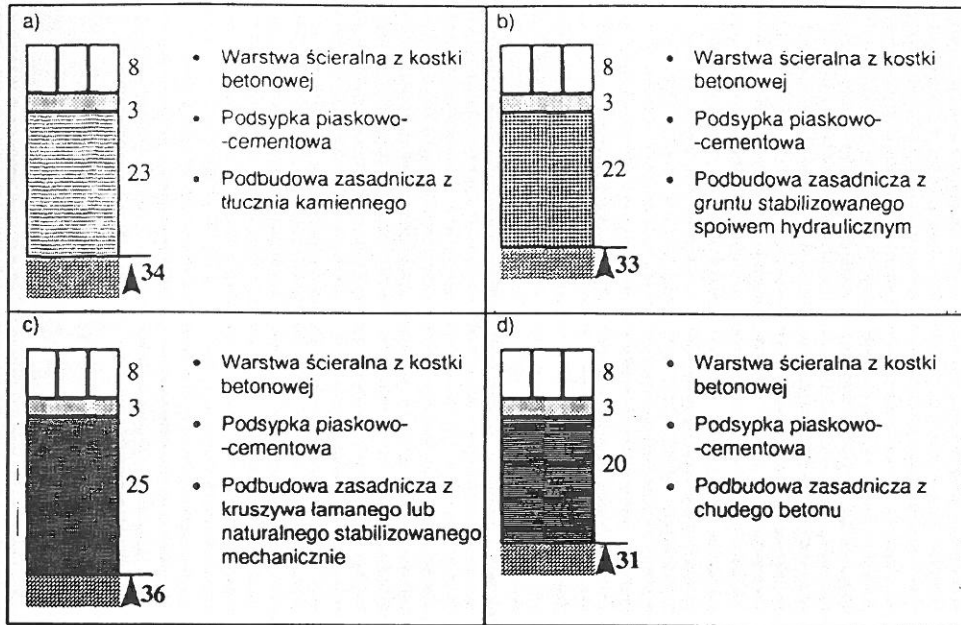 a)
8
3
23
34
• Warstwa ścieralna z kostki
betonowej
• Podsypka piaskowo-
-cementowa
• Podbudowa zasadnicza z
tłucznia kamiennego
b)
8
3
22
33
• Warstwa ścieralna z kostki
betonowej
• Podsypka piaskowo-
-cementowa
• Podbudowa zasadnicza z
gruntu stabilizowanego
spoiwem hydraulicznym
c)
8
3
25
36
• Warstwa ścieralna z kostki
betonowej
• Podsypka piaskowo-
-cementowa
• Podbudowa zasadnicza z
kruszywa łamanego lub
naturalnego stabilizowanego
mechanicznie
d)
8
3
20
31
• Warstwa ścieralna z kostki
betonowej
• Podsypka piaskowo-
-cementowa
• Podbudowa zasadnicza z
chudego betonu